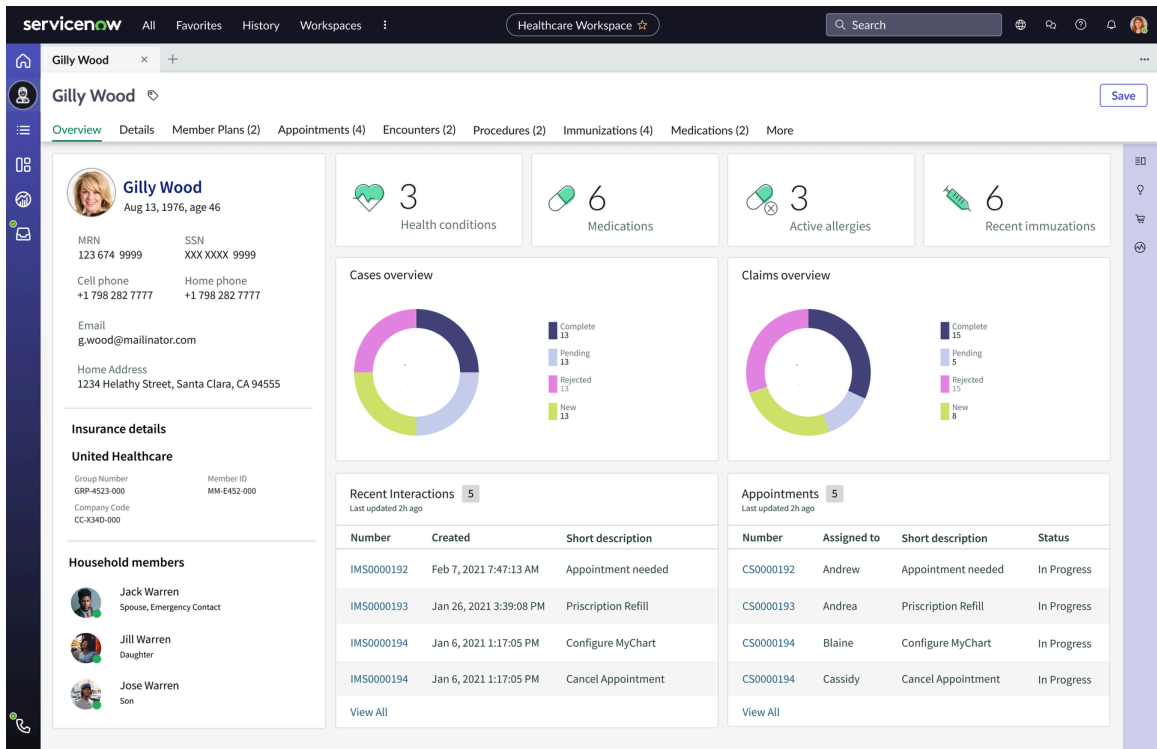 servicenow All Favorites History Workspaces Healthcare Workspace Search
Gilly Wood
Gilly Wood
Save
Overview Details Member Plans (2) Appointments (4) Encounters (2) Procedures (2) Immunizations (4) Medications (2) More
Gilly Wood
Aug 13, 1976, age 46
MRN SSN
123 674 9999 XXX XXXX 9999
Cell phone Home phone
+1 798 282 7777 +1 798 282 7777
Email
g.wood@mailinator.com
Home Address
1234 Helathy Street, Santa Clara, CA 94555
Insurance details
United Healthcare
Group Number Member ID
GRP-4523-000 MM-E452-000
Company Code
CC-X34D-000
Household members
Jack Warren
Spouse, Emergency Contact
Jill Warren
Daughter
Jose Warren
Son
3
Health conditions
6
Medications
3
Active allergies
6
Recent immuzations
Cases overview
Complete
13
Pending
13
Rejected
13
New
13
Claims overview
Complete
15
Pending
5
Rejected
15
New
8
Recent Interactions 5
Last updated 2h ago
Number Created Short description
IMS0000192 Feb 7, 2021 7:47:13 AM Appointment needed
IMS0000193 Jan 26, 2021 3:39:08 PM Priscription Refill
IMS0000194 Jan 6, 2021 1:17:05 PM Configure MyChart
IMS0000194 Jan 6, 2021 1:17:05 PM Cancel Appointment
View All
Appointments 5
Last updated 2h ago
Number Assigned to Short description Status
CS0000192 Andrew Appointment needed In Progress
CS0000193 Andrea Priscription Refill In Progress
CS0000194 Blaine Configure MyChart In Progress
CS0000194 Cassidy Cancel Appointment In Progress
View All